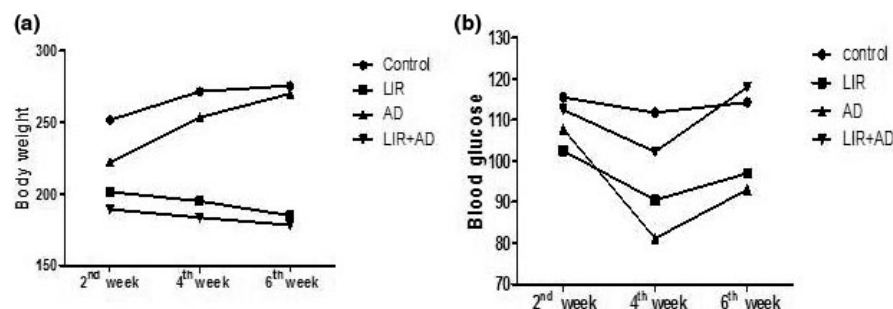 (a)
300
250
200
150
Body weight
2nd week
4th week
6th week
Control
LIR
AD
LIR+AD
(b)
130
120
110
100
90
80
70
Blood glucose
2nd week
4th week
6th week
control
LIR
AD
LIR+AD